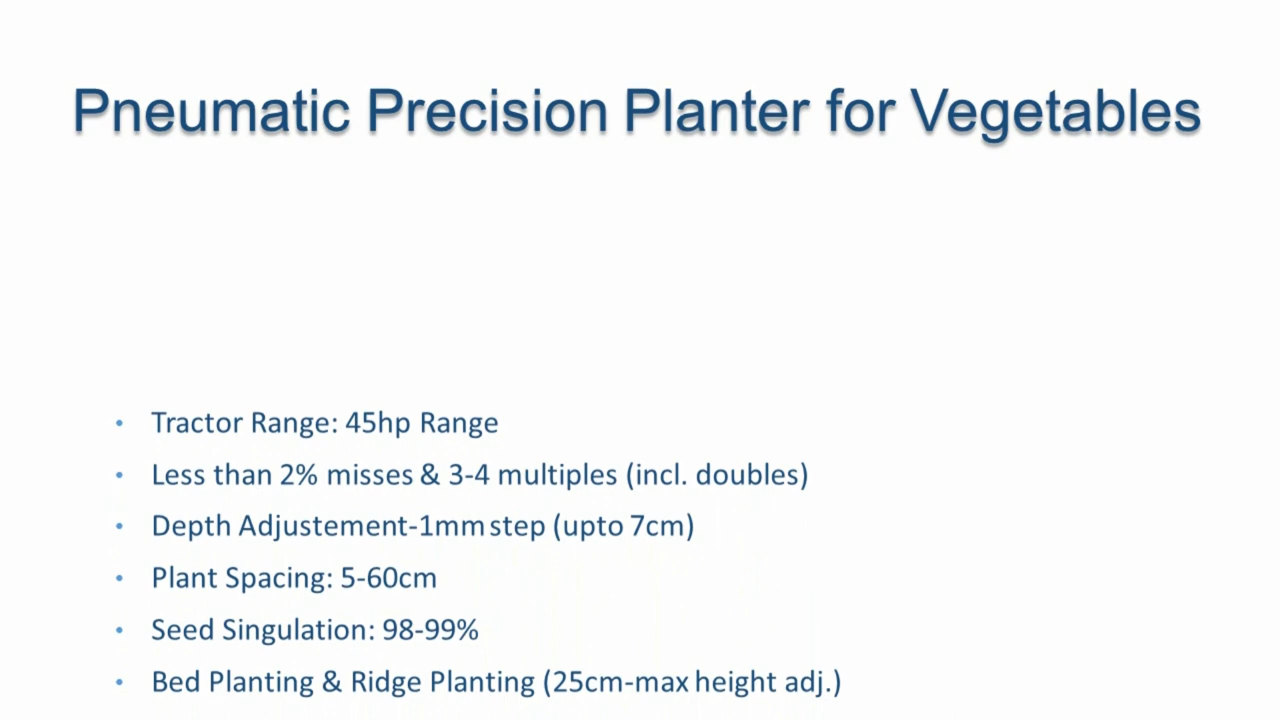 Pneumatic Precision Planter for Vegetables
• Tractor Range: 45hp Range
• Less than 2% misses & 3-4 multiples (incl. doubles)
• Depth Adjustement-1mm step (upto 7cm)
• Plant Spacing: 5-60cm
• Seed Singulation: 98-99%
• Bed Planting & Ridge Planting (25cm-max height adj.)